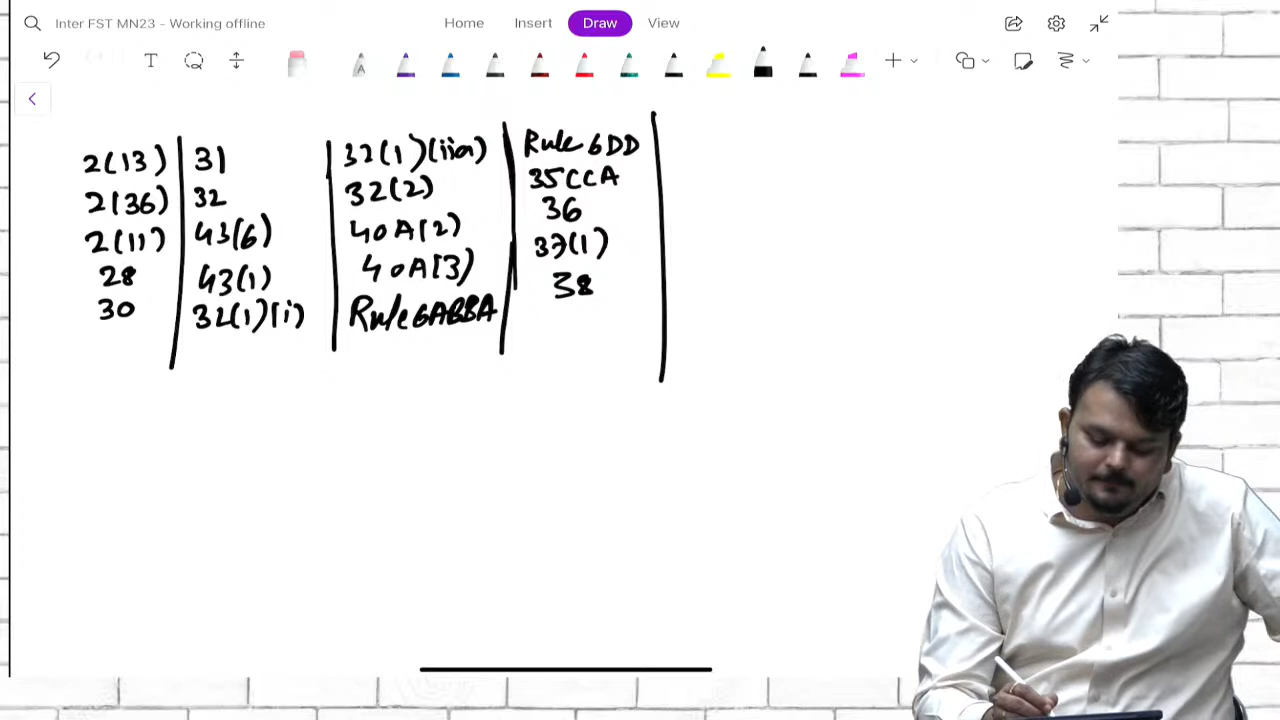 Inter FST MN23 - Working offline
Home Insert Draw View
2(13)
2(36)
2(11)
28
30
31
32
43(6)
43(1)
32(1)(i)
32(1)(iia)
32(2)
40A(2)
40A(3)
Rule 6ABBA
Rule 6DD
35CCA
36
37(1)
38